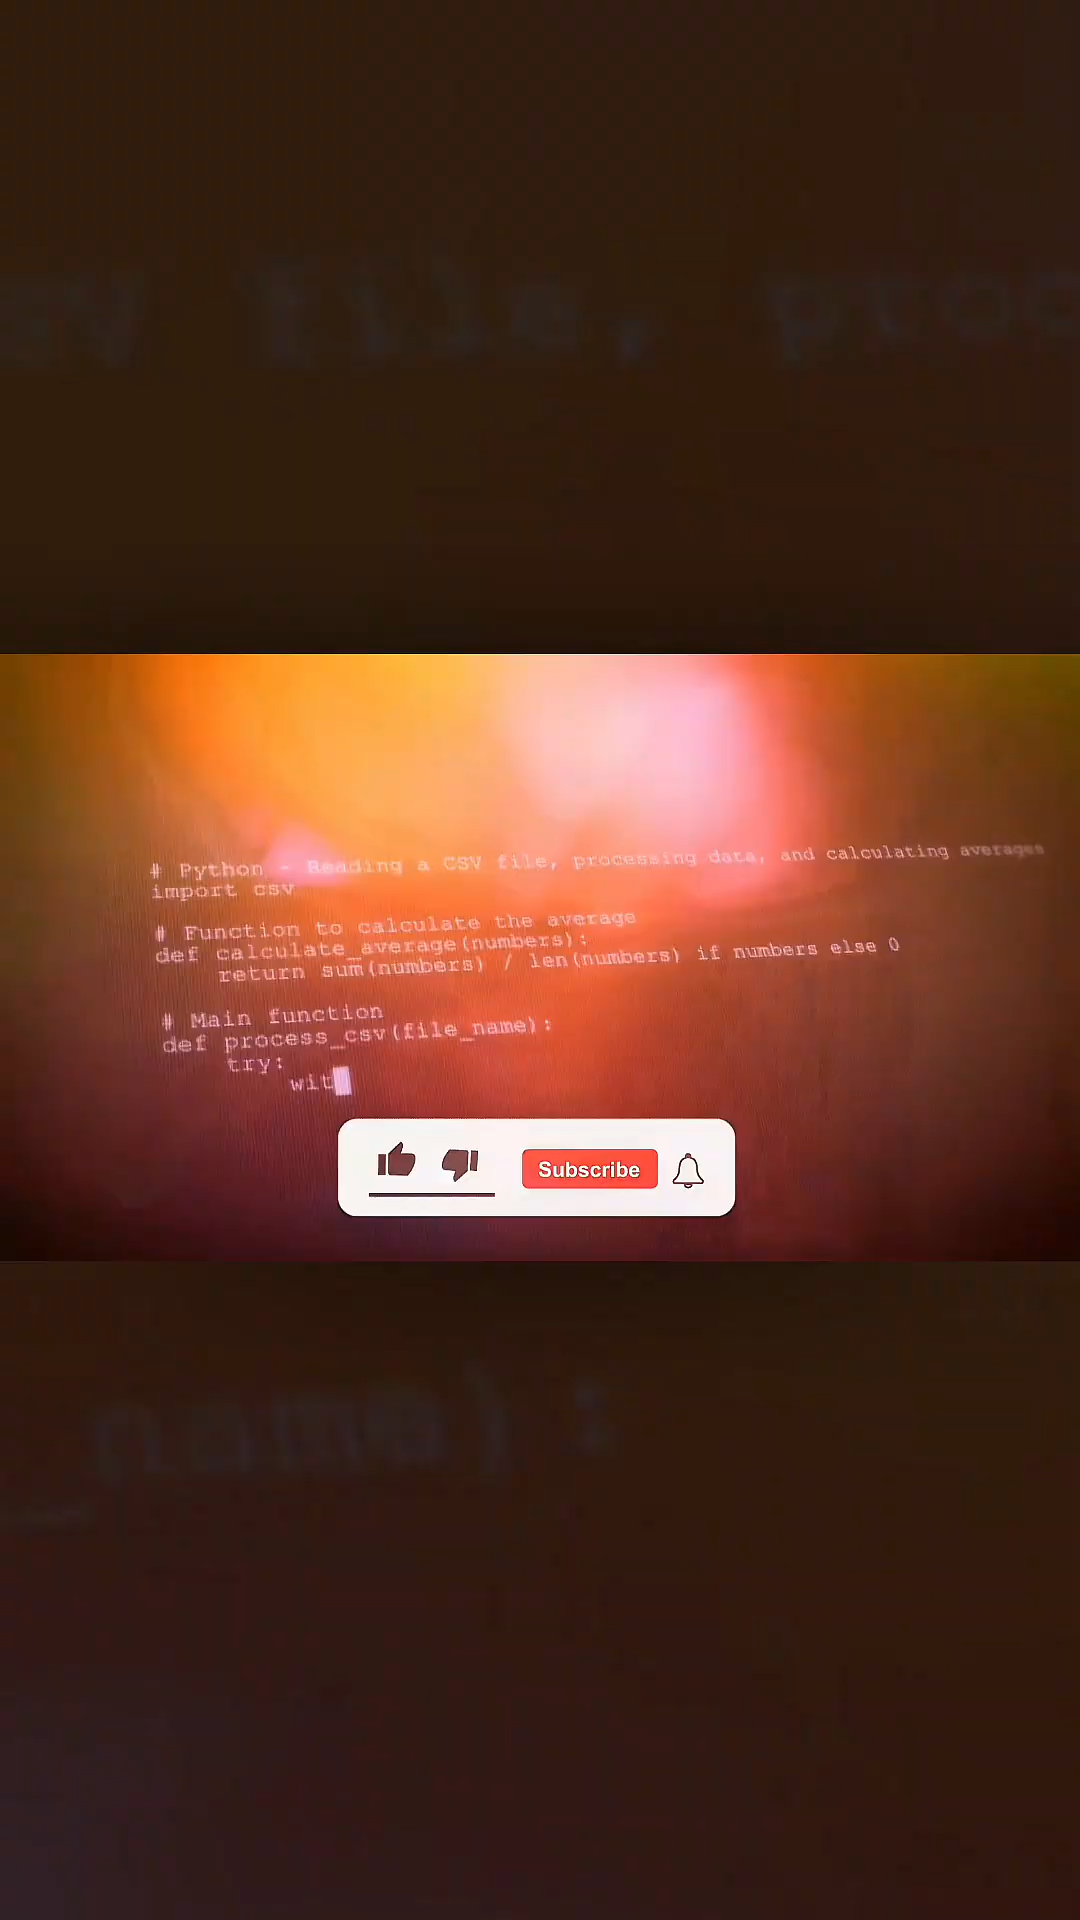 # Python - Reading a CSV file, processing data, and calculating averages
import csv
# Function to calculate the average
def calculate_average(numbers):
    return sum(numbers) / len(numbers) if numbers else 0
# Main function
def process_csv(file_name):
    try:
        wit
Subscribe